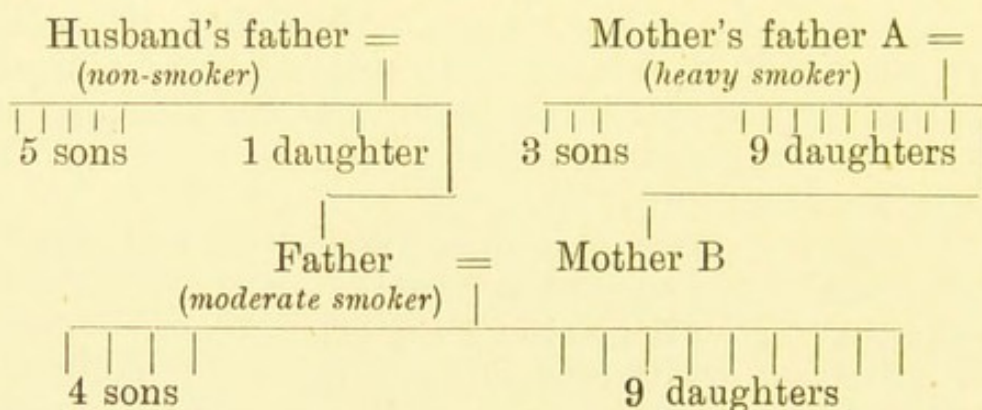 Husband's father =    Mother's father A =
(non-smoker)    (heavy smoker)
5 sons    1 daughter    3 sons    9 daughters
Father = Mother B
(moderate smoker)
4 sons    9 daughters